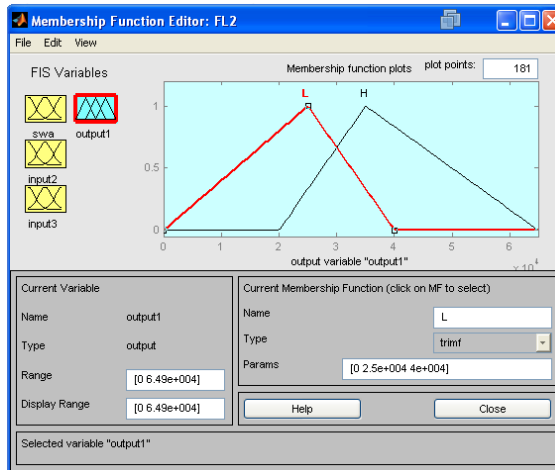 Membership Function Editor: FL2
File Edit View
FIS Variables
swa
output1
input2
input3
Membership function plots
plot points:
181
L
H
1
0.5
0
0
1
2
3
4
5
6
x 10^4
output variable "output1"
Current Variable
Name
output1
Type
output
Range
[0 6.49e+004]
Display Range
[0 6.49e+004]
Current Membership Function (click on MF to select)
Name
L
Type
trimf
Params
[0 2.5e+004 4e+004]
Help
Close
Selected variable "output1"